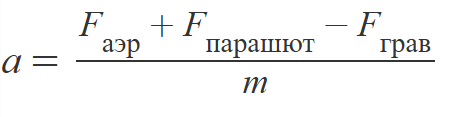 a = (F_аэр + F_парашют − F_грав) / m